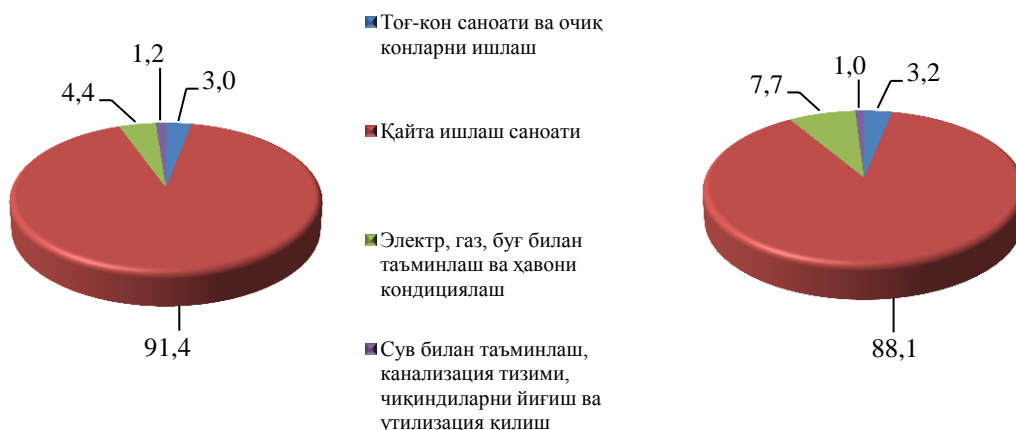 1,2
4,4
3,0
91,4
Тоғ-кон саноати ва очиқ
конларни ишлаш
Қайта ишлаш саноати
Электр, газ, буғ билан
таъминлаш ва ҳавони
кондициялаш
Сув билан таъминлаш,
канализация тизими,
чиқиндиларни йиғиш ва
утилизация қилиш
1,0
7,7
3,2
88,1